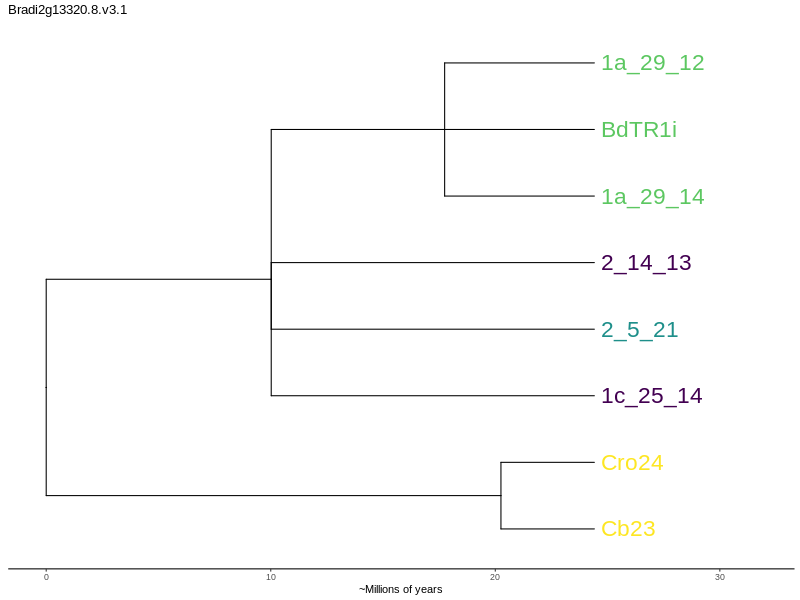 Bradi2g13320.8.v3.1
1a_29_12
BdTR1i
1a_29_14
2_14_13
2_5_21
1c_25_14
Cro24
Cb23
0 10 20 30
~Millions of years